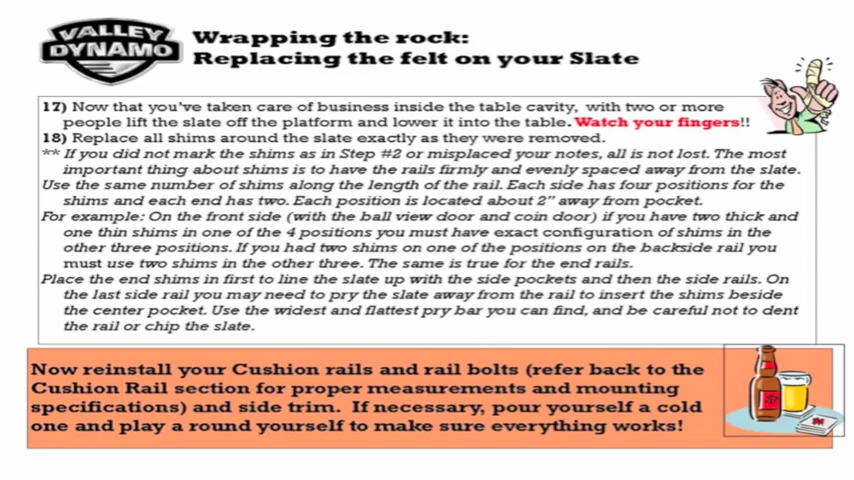 VALLEY
DYNAMO
Wrapping the rock:
Replacing the felt on your Slate
17) Now that you've taken care of business inside the table cavity, with two or more
people lift the slate off the platform and lower it into the table. Watch your fingers!!
18) Replace all shims around the slate exactly as they were removed.
** If you did not mark the shims as in Step #2 or misplaced your notes, all is not lost. The most
important thing about shims is to have the rails firmly and evenly spaced away from the slate.
Use the same number of shims along the length of the rail. Each side has four positions for the
shims and each end has two. Each position is located about 2" away from pocket.
For example: On the front side (with the ball view door and coin door) if you have two thick and
one thin shims in one of the 4 positions you must have exact configuration of shims in the
other three positions. If you had two shims on one of the positions on the backside rail you
must use two shims in the other three. The same is true for the end rails.
Place the end shims in first to line the slate up with the side pockets and then the side rails. On
the last side rail you may need to pry the slate away from the rail to insert the shims beside
the center pocket. Use the widest and flattest pry bar you can find, and be careful not to dent
the rail or chip the slate.
Now reinstall your Cushion rails and rail bolts (refer back to the
Cushion Rail section for proper measurements and mounting
specifications) and side trim. If necessary, pour yourself a cold
one and play a round yourself to make sure everything works!